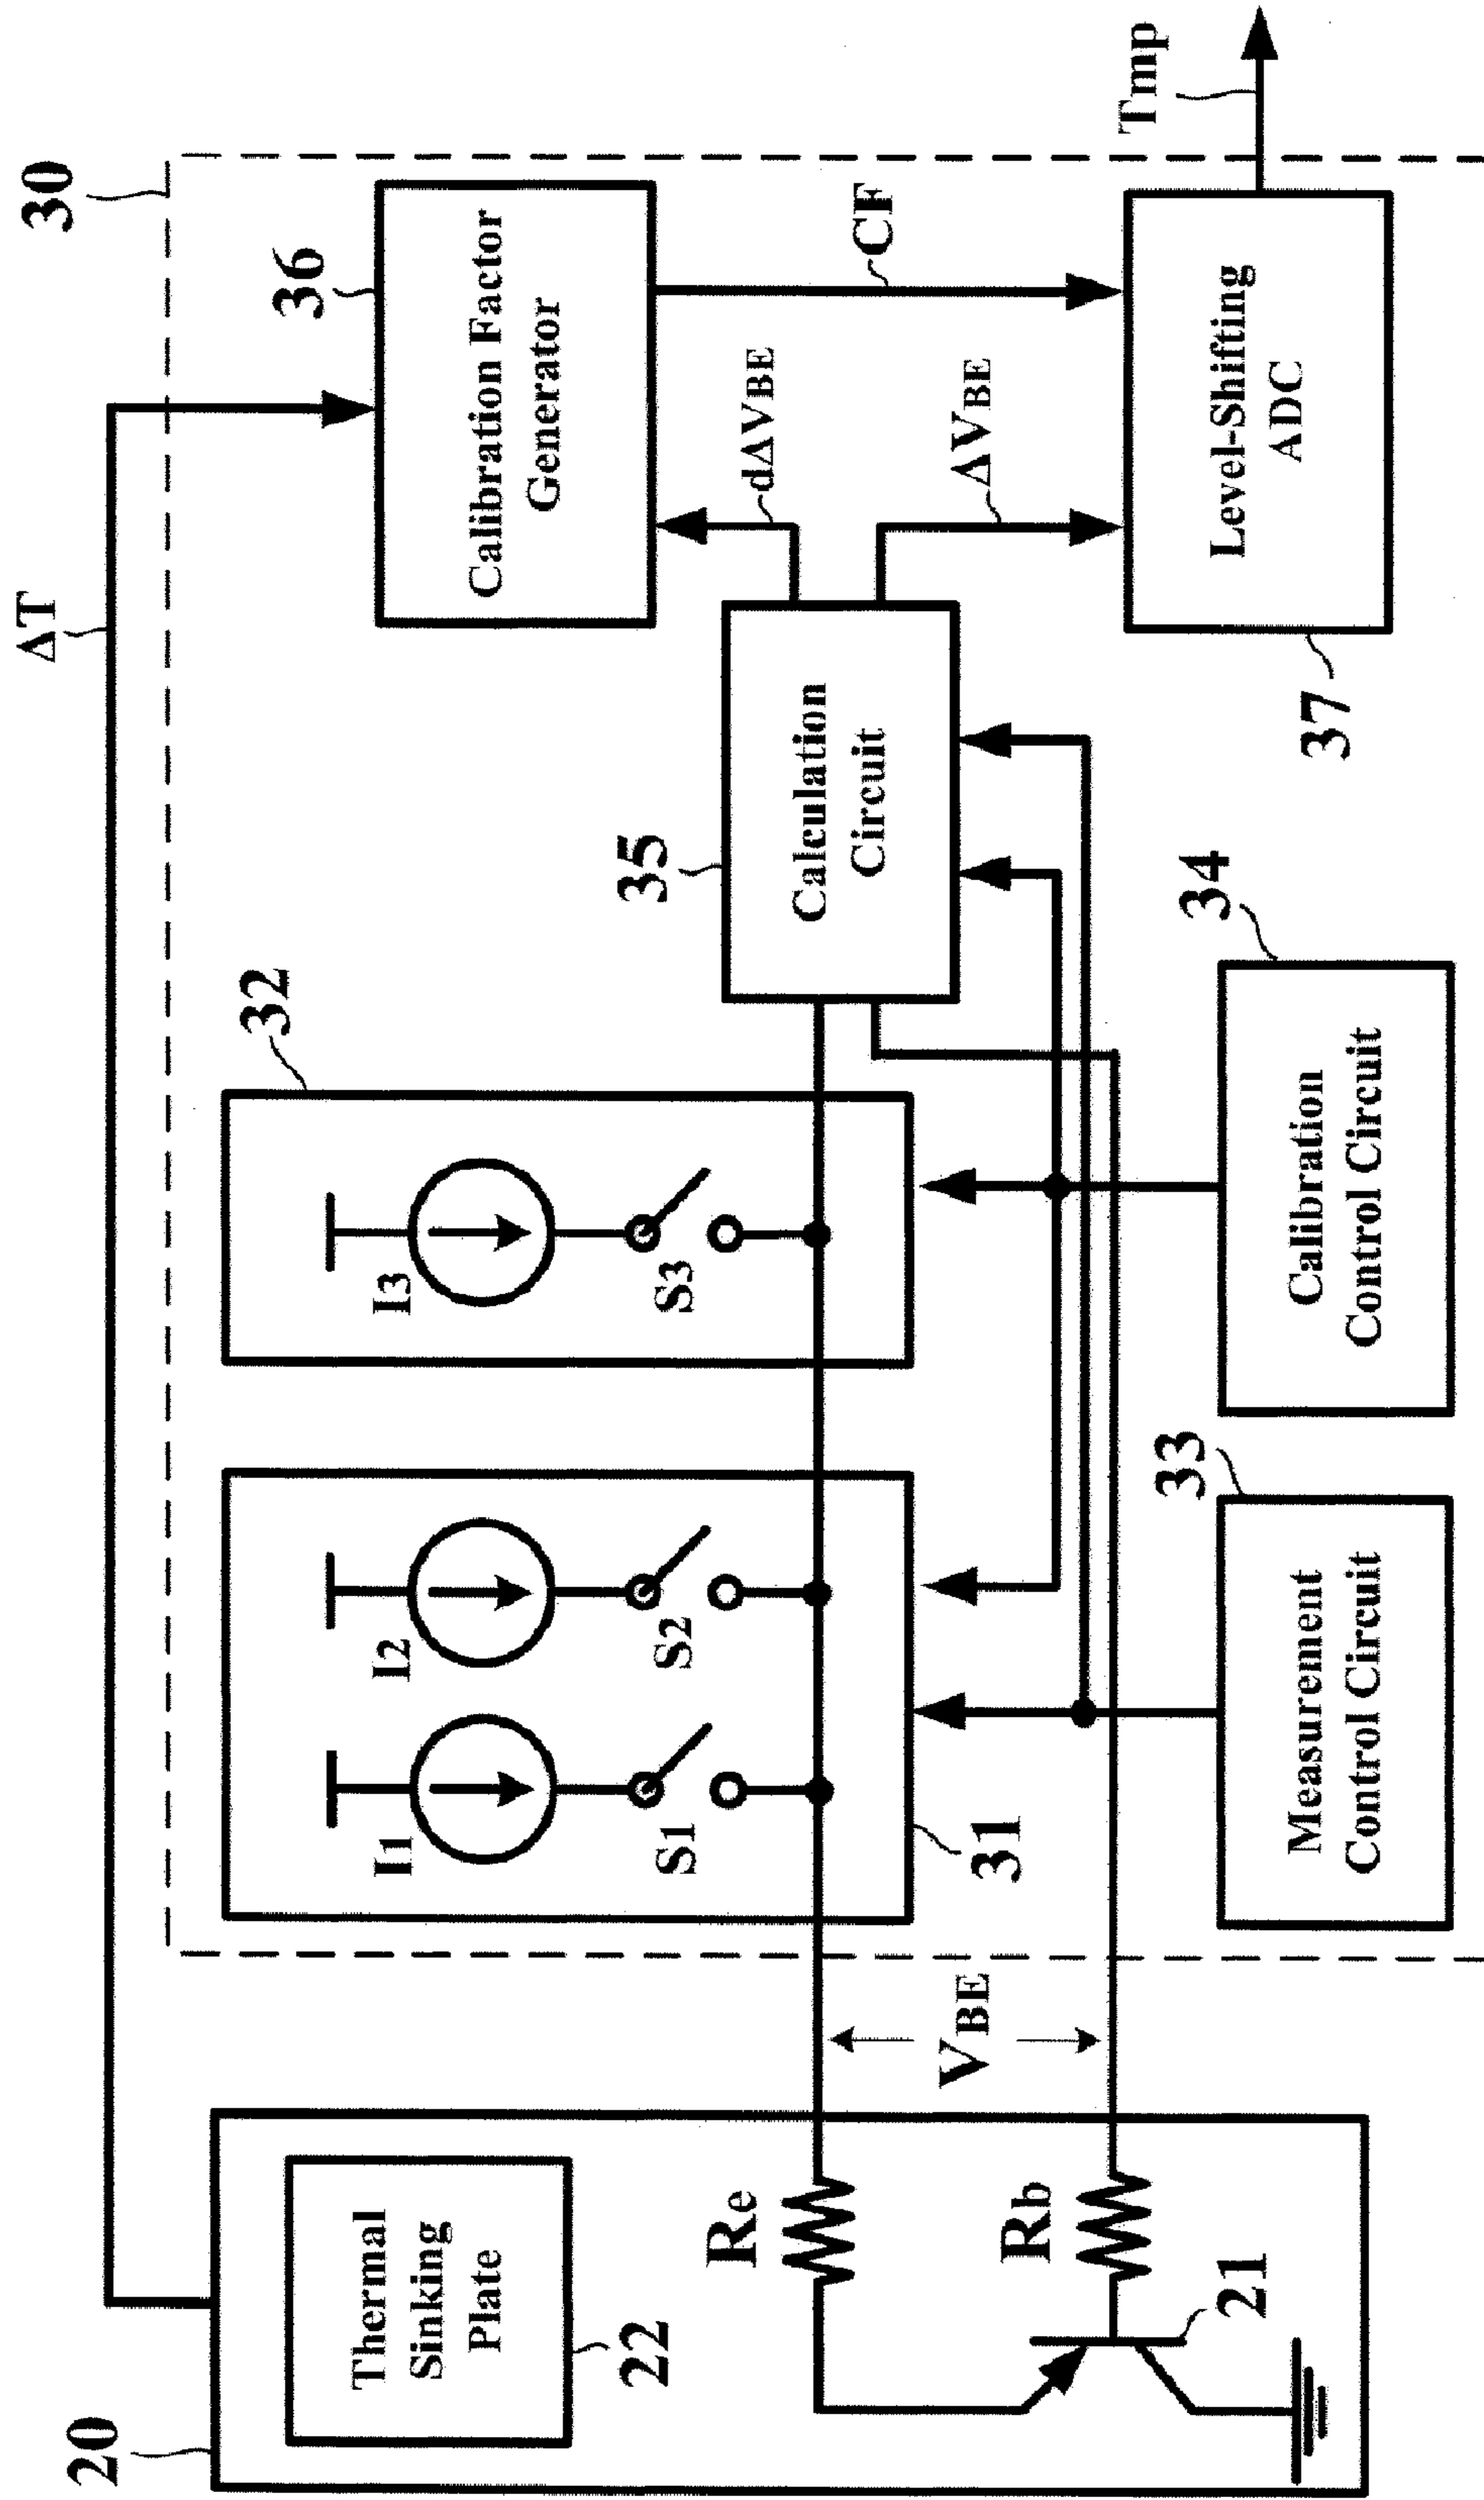 20
ΔT
30
Thermal
Sinking
Plate
22
Re
Rb
21
VBE
I1
S1
I2
S2
31
I3
S3
32
Measurement
Control Circuit
33
Calibration
Control Circuit
34
35
Calculation
Circuit
36
Calibration Factor
Generator
dΔVBE
ΔVBE
CF
Level-Shifting
ADC
37
Tmp